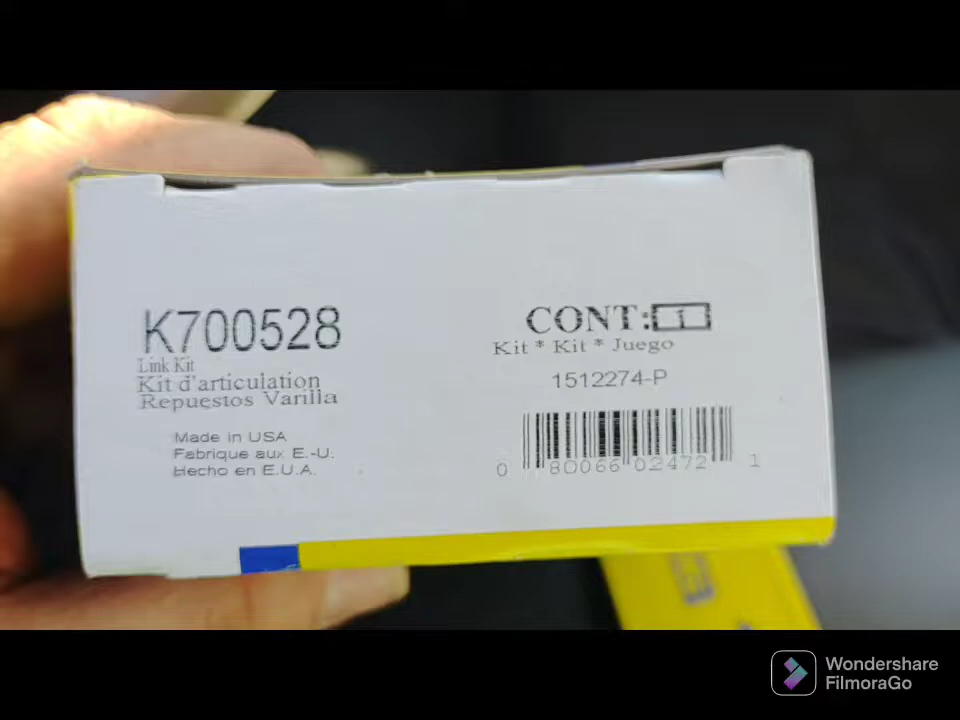 K700528
Link Kit
Kit d'articulation
Repuestos Varilla
Made in USA
Fabrique aux E.-U.
Hecho en E.U.A.
CONT: 1
Kit * Kit * Juego
1512274-P
0 80066 02472 1
Wondershare
FilmoraGo